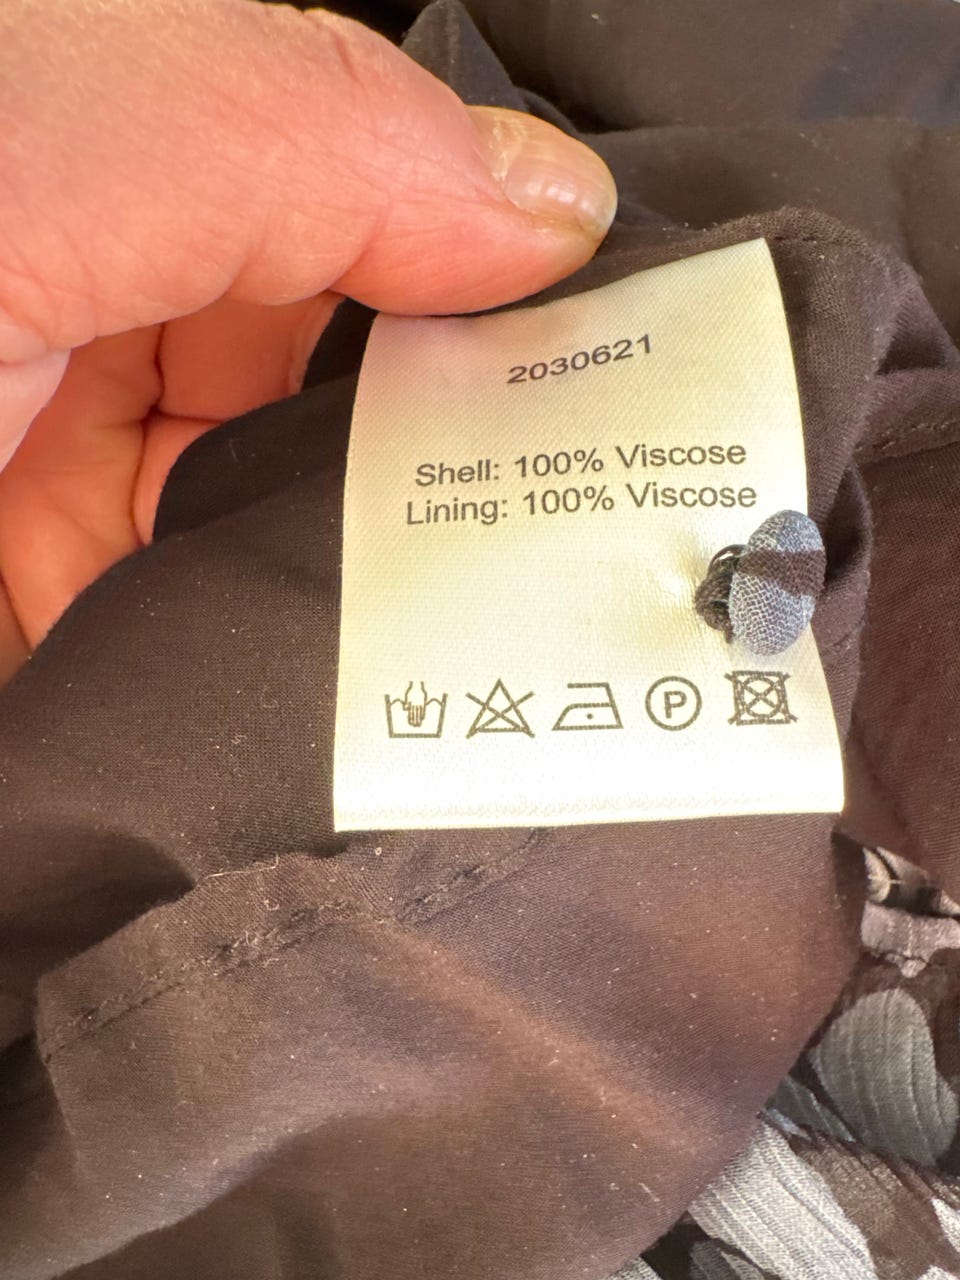 2030621
Shell: 100% Viscose
Lining: 100% Viscose
P